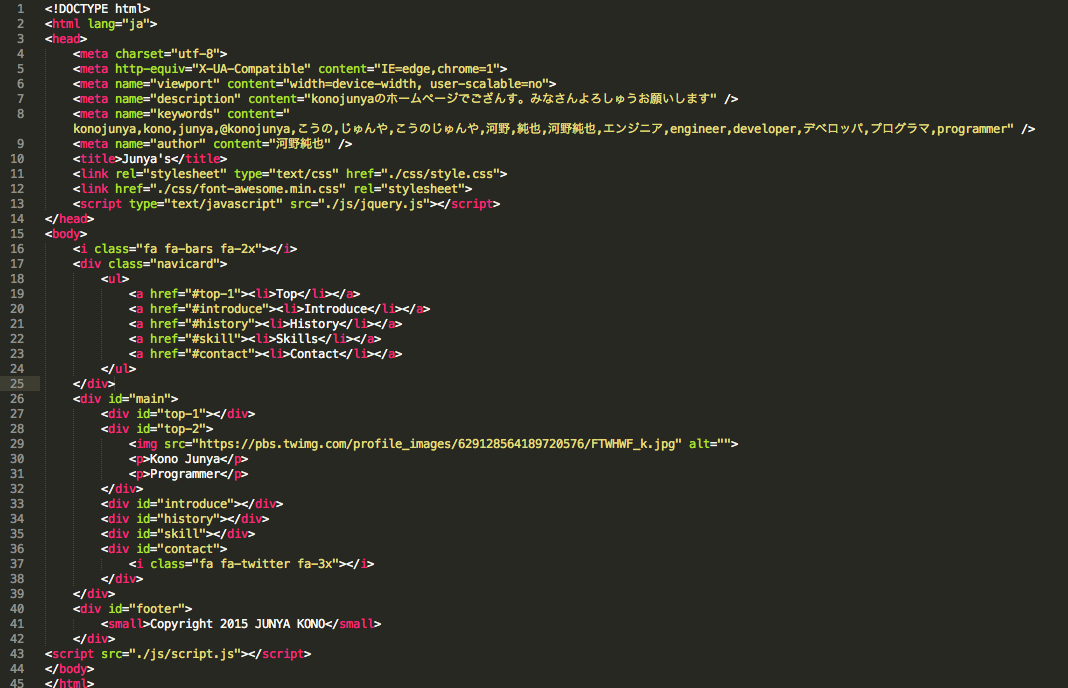 1 <!DOCTYPE html>
2 <html lang="ja">
3 <head>
4 <meta charset="utf-8">
5 <meta http-equiv="X-UA-Compatible" content="IE=edge,chrome=1">
6 <meta name="viewport" content="width=device-width, user-scalable=no">
7 <meta name="description" content="konojunyaのホームページでござんす。みなさんよろしゅうお願いします" />
8 <meta name="keywords" content="
konojunya,kono,junya,@konojunya,こうの,じゅんや,こうのじゅんや,河野,純也,河野純也,エンジニア,engineer,developer,デベロッパ,プログラマ,programmer" />
9 <meta name="author" content="河野純也" />
10 <title>Junya's</title>
11 <link rel="stylesheet" type="text/css" href="./css/style.css">
12 <link href="./css/font-awesome.min.css" rel="stylesheet">
13 <script type="text/javascript" src="./js/jquery.js"></script>
14 </head>
15 <body>
16 <i class="fa fa-bars fa-2x"></i>
17 <div class="navicard">
18 <ul>
19 <a href="#top-1"><li>Top</li></a>
20 <a href="#introduce"><li>Introduce</li></a>
21 <a href="#history"><li>History</li></a>
22 <a href="#skill"><li>Skills</li></a>
23 <a href="#contact"><li>Contact</li></a>
24 </ul>
25 </div>
26 <div id="main">
27 <div id="top-1"></div>
28 <div id="top-2">
29 <img src="https://pbs.twimg.com/profile_images/629128564189720576/FTWHWF_k.jpg" alt="">
30 <p>Kono Junya</p>
31 <p>Programmer</p>
32 </div>
33 <div id="introduce"></div>
34 <div id="history"></div>
35 <div id="skill"></div>
36 <div id="contact">
37 <i class="fa fa-twitter fa-3x"></i>
38 </div>
39 </div>
40 <div id="footer">
41 <small>Copyright 2015 JUNYA KONO</small>
42 </div>
43 <script src="./js/script.js"></script>
44 </body>
45 </html>